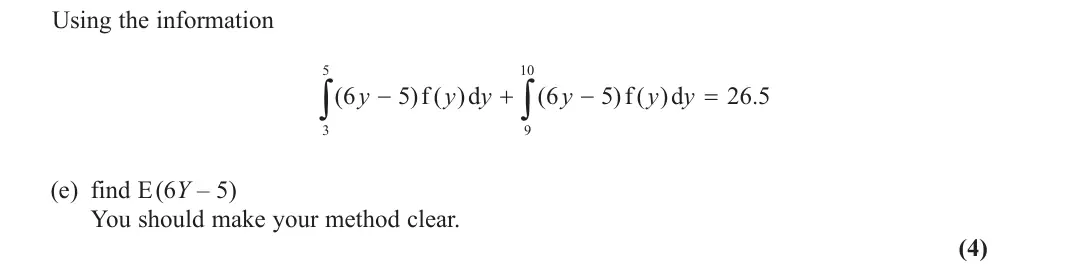 Using the information
∫₃⁵(6y − 5)f(y)dy + ∫₉¹⁰(6y − 5)f(y)dy = 26.5
(e) find E(6Y – 5)
You should make your method clear.
(4)